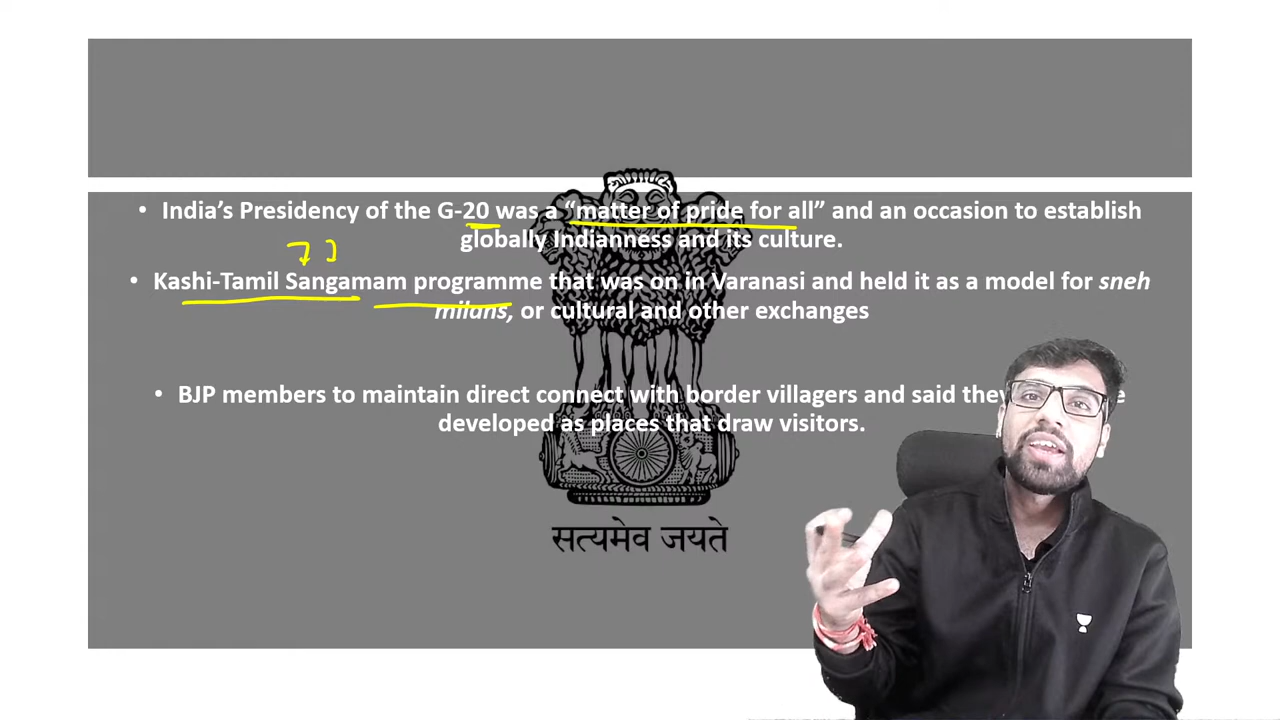 • India’s Presidency of the G-20 was a “matter of pride for all” and an occasion to establish
globally Indianness and its culture.
• Kashi-Tamil Sangamam programme that was on in Varanasi and held it as a model for sneh
milans, or cultural and other exchanges
• BJP members to maintain direct connect with border villagers and said they
developed as places that draw visitors.
सत्यमेव जयते